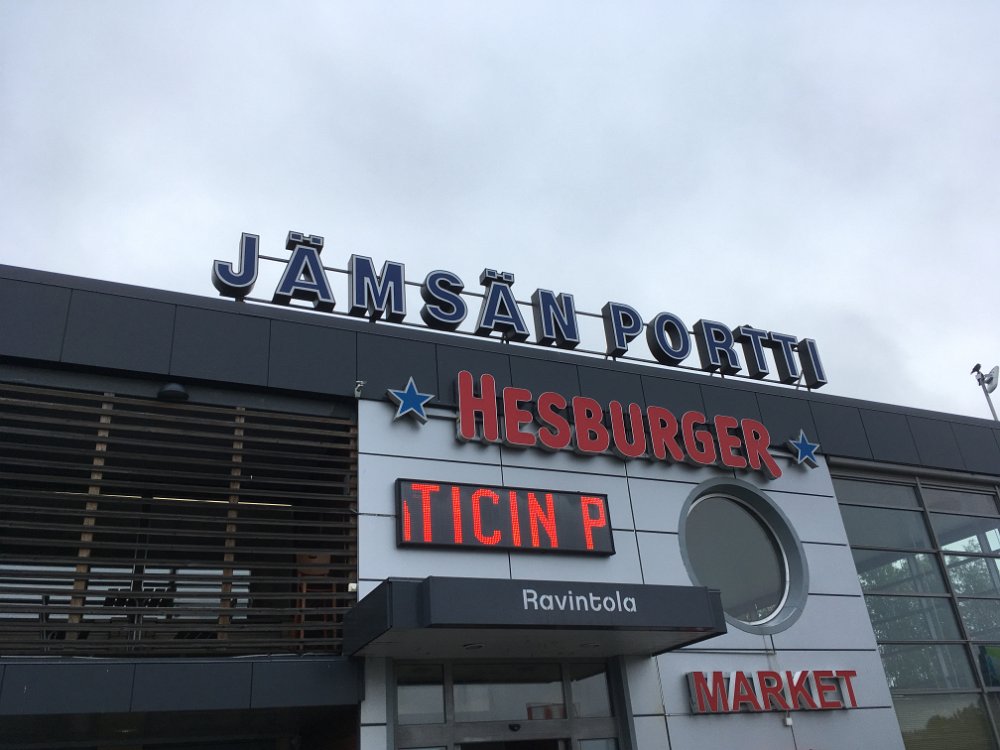 JÄMSÄN PORTTI
HESBURGER
TICIN P
Ravintola
MARKET